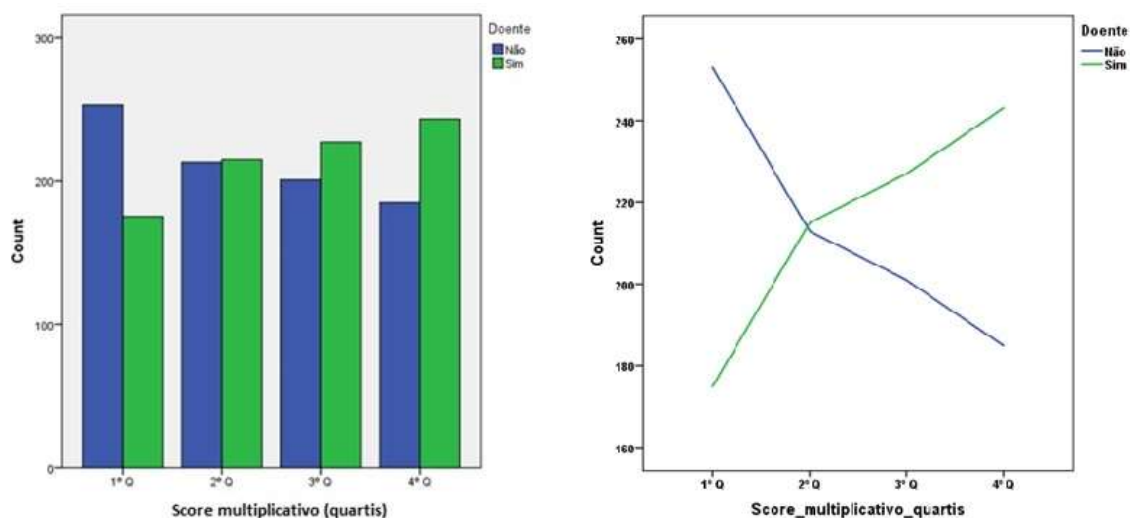 Doente
Não
Sim
300
200
100
0
Count
1º Q
2º Q
3º Q
4º Q
Score multiplicativo (quartis)
Doente
Não
Sim
260
240
220
200
180
160
Count
1º Q
2º Q
3º Q
4º Q
Score_multiplicativo_quartis